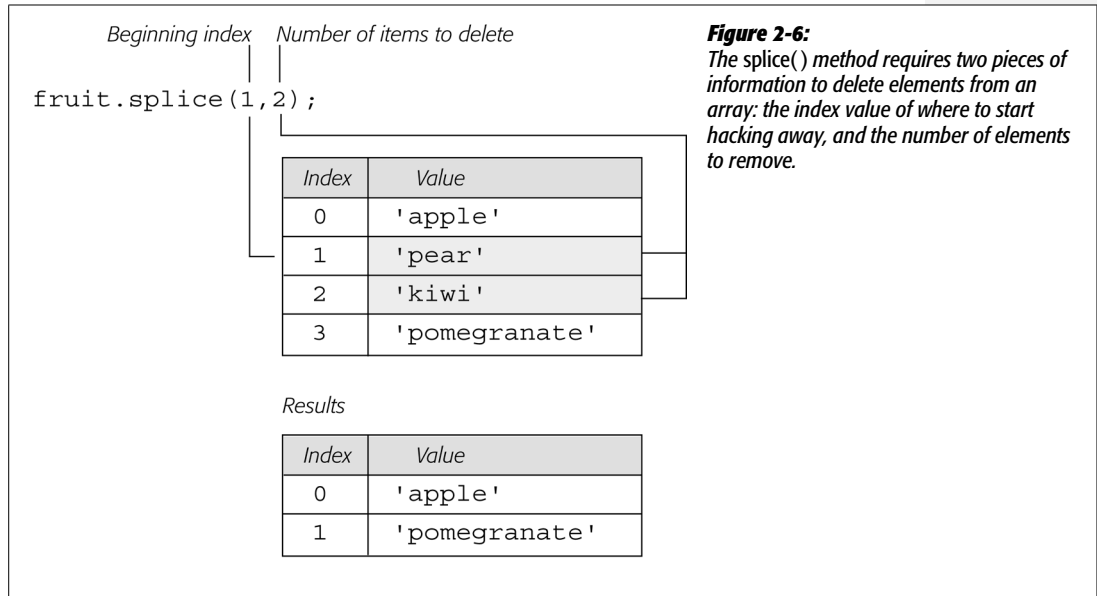 Beginning index Number of items to delete
fruit.splice(1,2);
Index Value
0 'apple'
1 'pear'
2 'kiwi'
3 'pomegranate'
Results
Index Value
0 'apple'
1 'pomegranate'
Figure 2-6:
The splice() method requires two pieces of
information to delete elements from an
array: the index value of where to start
hacking away, and the number of elements
to remove.